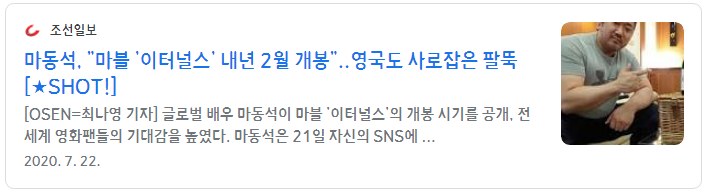 조선일보
마동석, "마블 '이터널스' 내년 2월 개봉"..영국도 사로잡은 팔뚝
[★SHOT!]
[OSEN=최나영 기자] 글로벌 배우 마동석이 마블 '이터널스'의 개봉 시기를 공개, 전
세계 영화팬들의 기대감을 높였다. 마동석은 21일 자신의 SNS에 ...
2020. 7. 22.